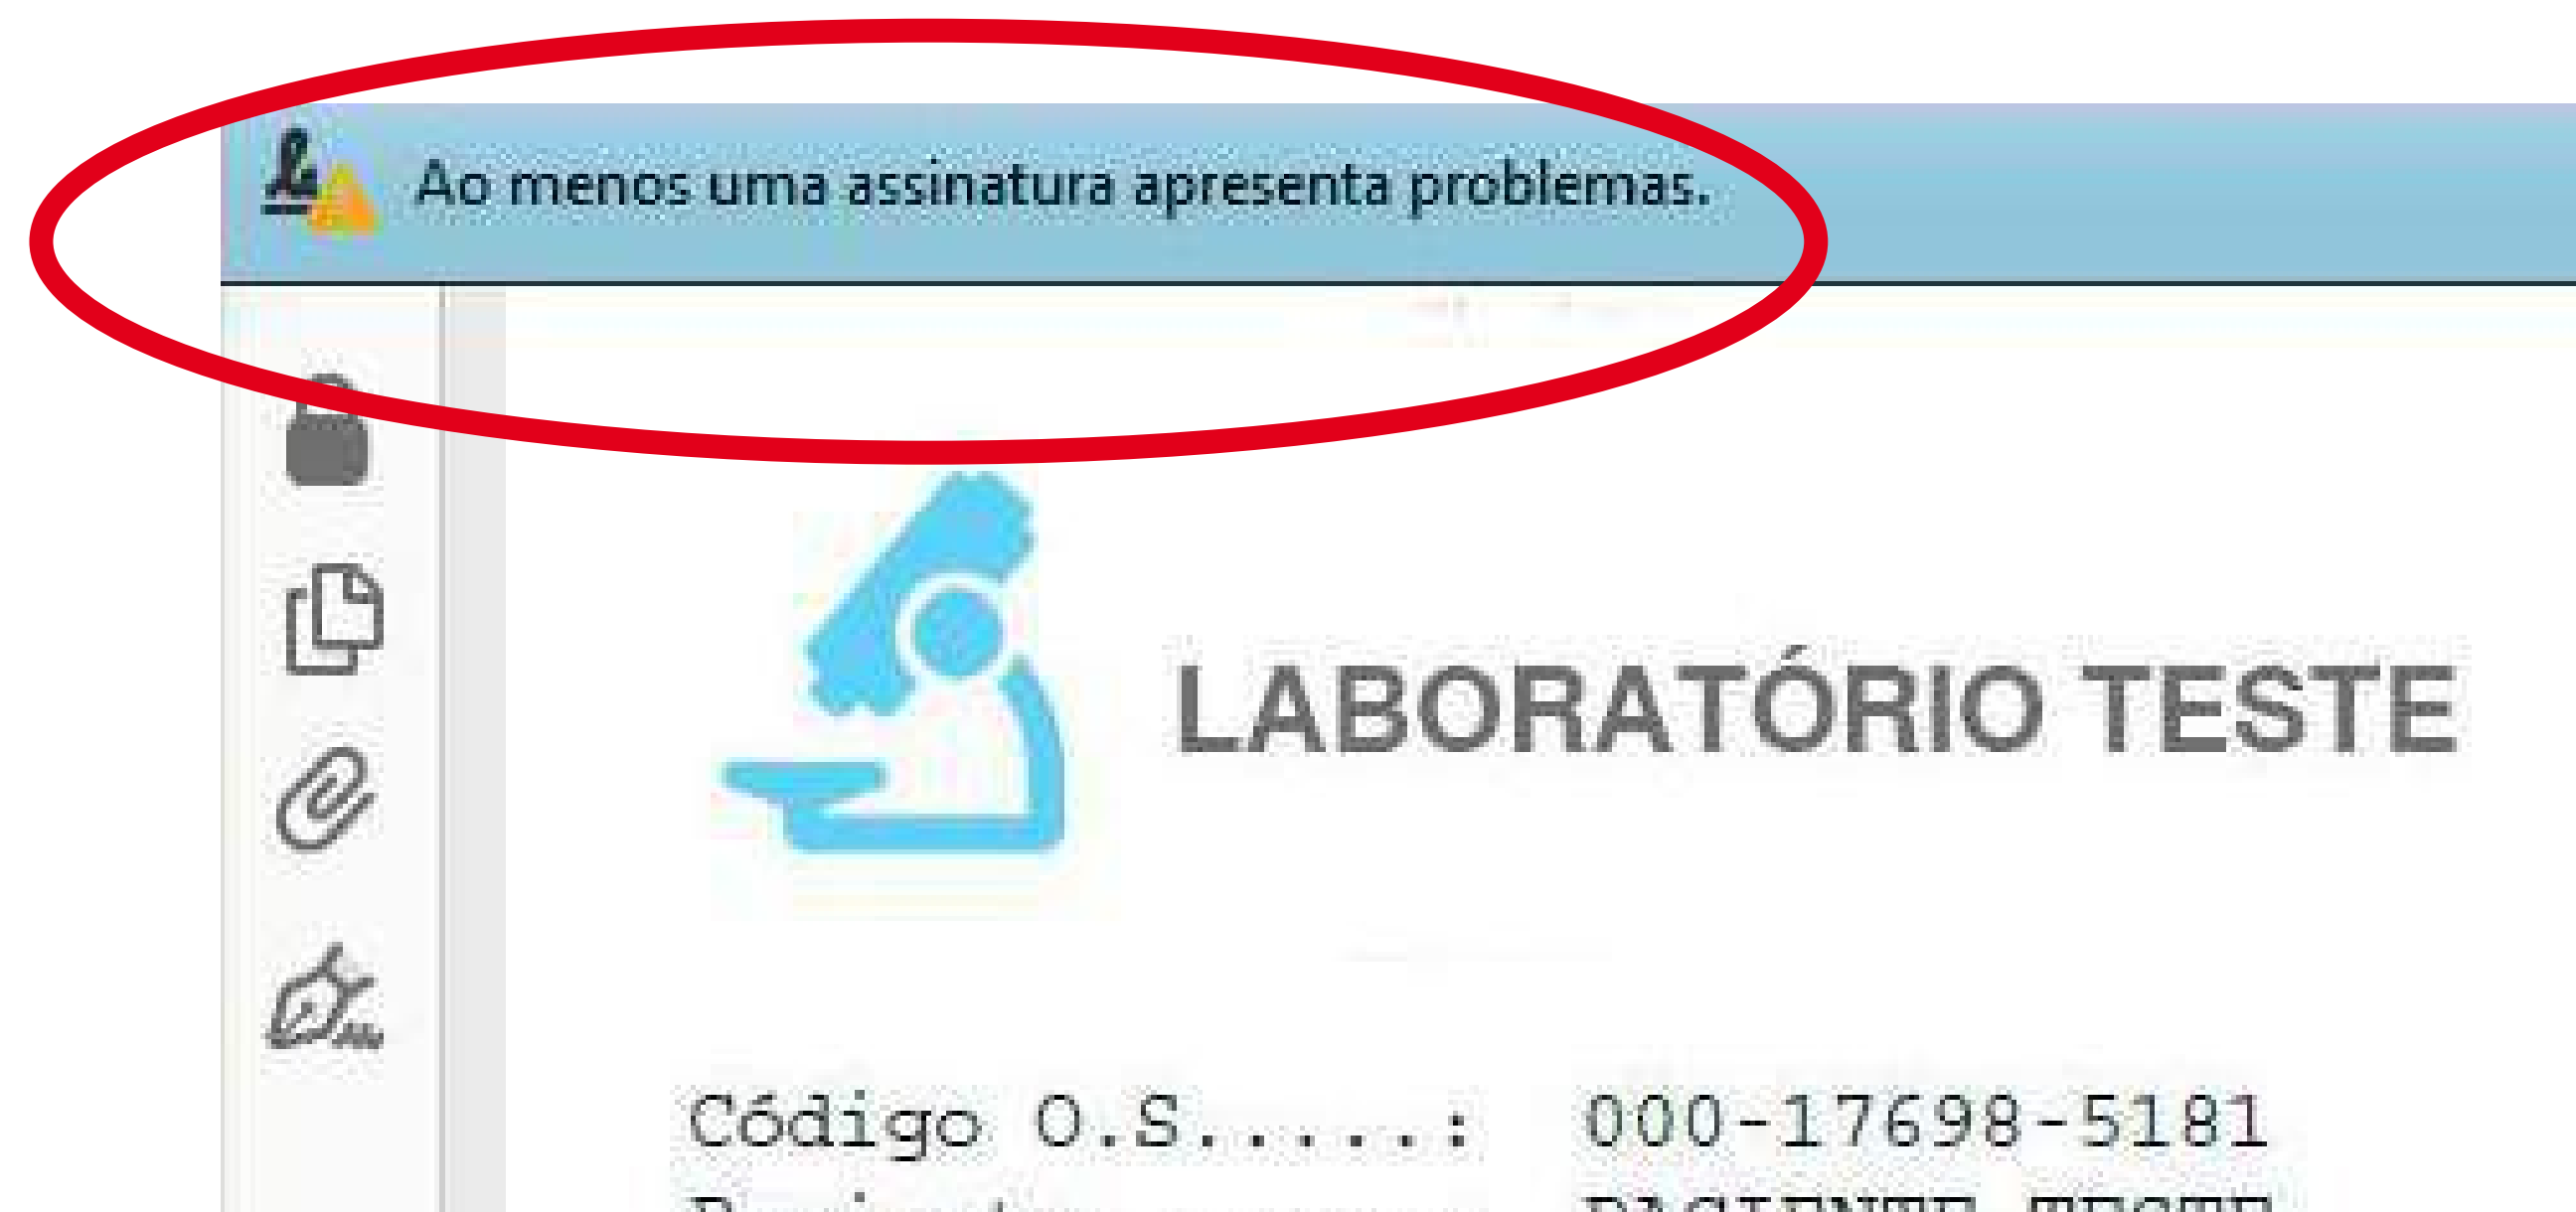 Ao menos uma assinatura apresenta problemas.
LABORATÓRIO TESTE
Código O.S.....: 000-17698-5181